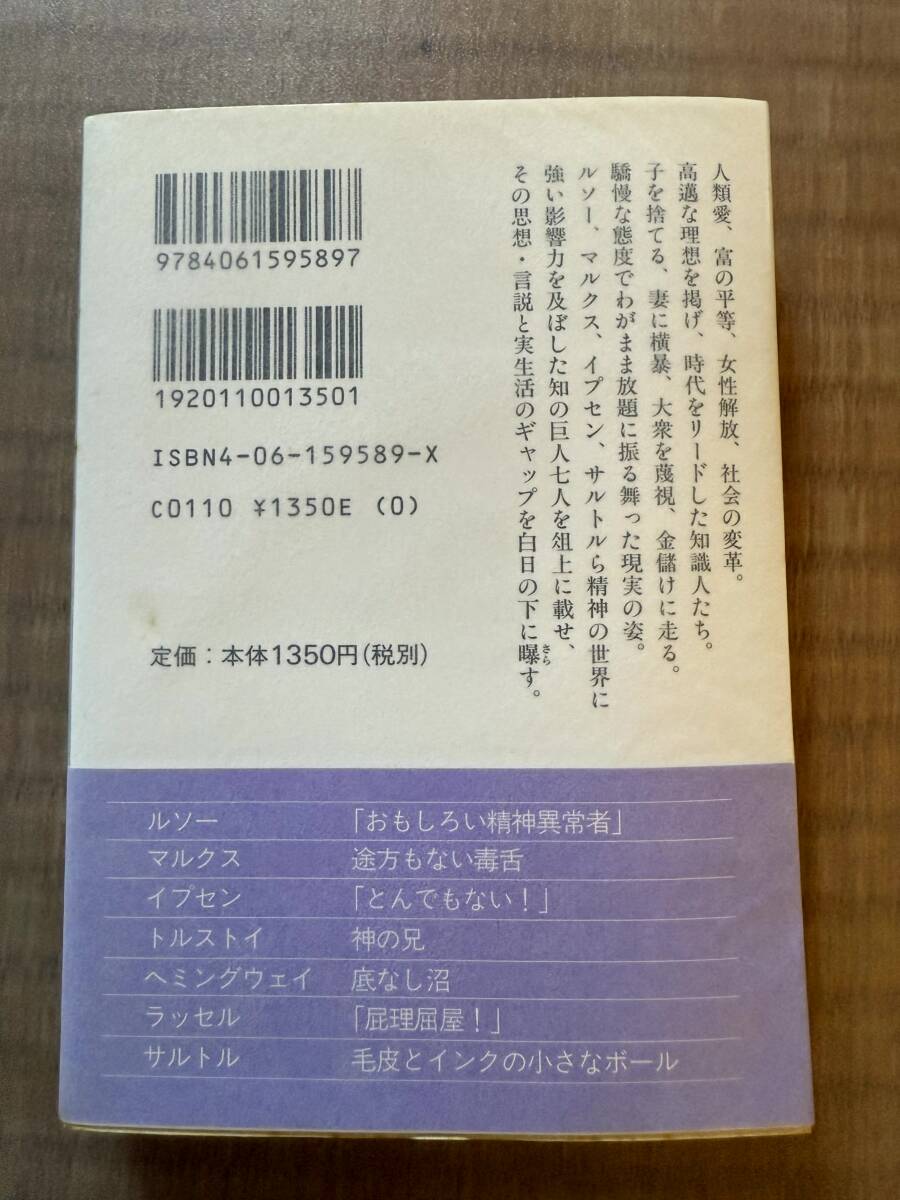 人類愛、富の平等、女性解放、社会の変革。
高邁な理想を掲げ、時代をリードした知識人たち。
子を捨てる、妻に横暴、大衆を蔑視、金儲けに走る。
驕慢な態度でわがまま放題に振る舞った現実の姿。
ルソー、マルクス、イプセン、サルトルら精神の世界に
強い影響力を及ぼした知の巨人七人を俎上に載せ、
その思想・言説と実生活のギャップを白日の下に曝す。
さら
9784061595897
1920110013501
ISBN4-06-159589-X
C0110 ¥1350E (0)
定価：本体1350円(税別)
ルソー 「おもしろい精神異常者」
マルクス 途方もない毒舌
イプセン 「とんでもない！」
トルストイ 神の兄
ヘミングウェイ 底なし沼
ラッセル 「屁理屈屋！」
サルトル 毛皮とインクの小さなボール